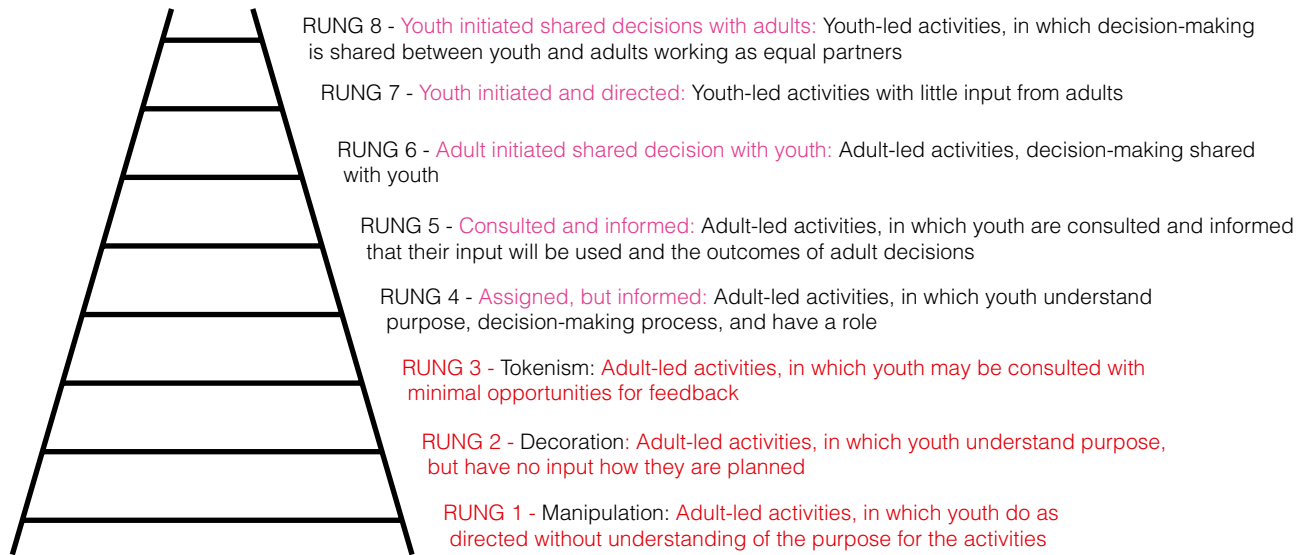 RUNG 8 - Youth initiated shared decisions with adults: Youth-led activities, in which decision-making
is shared between youth and adults working as equal partners
RUNG 7 - Youth initiated and directed: Youth-led activities with little input from adults
RUNG 6 - Adult initiated shared decision with youth: Adult-led activities, decision-making shared
with youth
RUNG 5 - Consulted and informed: Adult-led activities, in which youth are consulted and informed
that their input will be used and the outcomes of adult decisions
RUNG 4 - Assigned, but informed: Adult-led activities, in which youth understand
purpose, decision-making process, and have a role
RUNG 3 - Tokenism: Adult-led activities, in which youth may be consulted with
minimal opportunities for feedback
RUNG 2 - Decoration: Adult-led activities, in which youth understand purpose,
but have no input how they are planned
RUNG 1 - Manipulation: Adult-led activities, in which youth do as
directed without understanding of the purpose for the activities